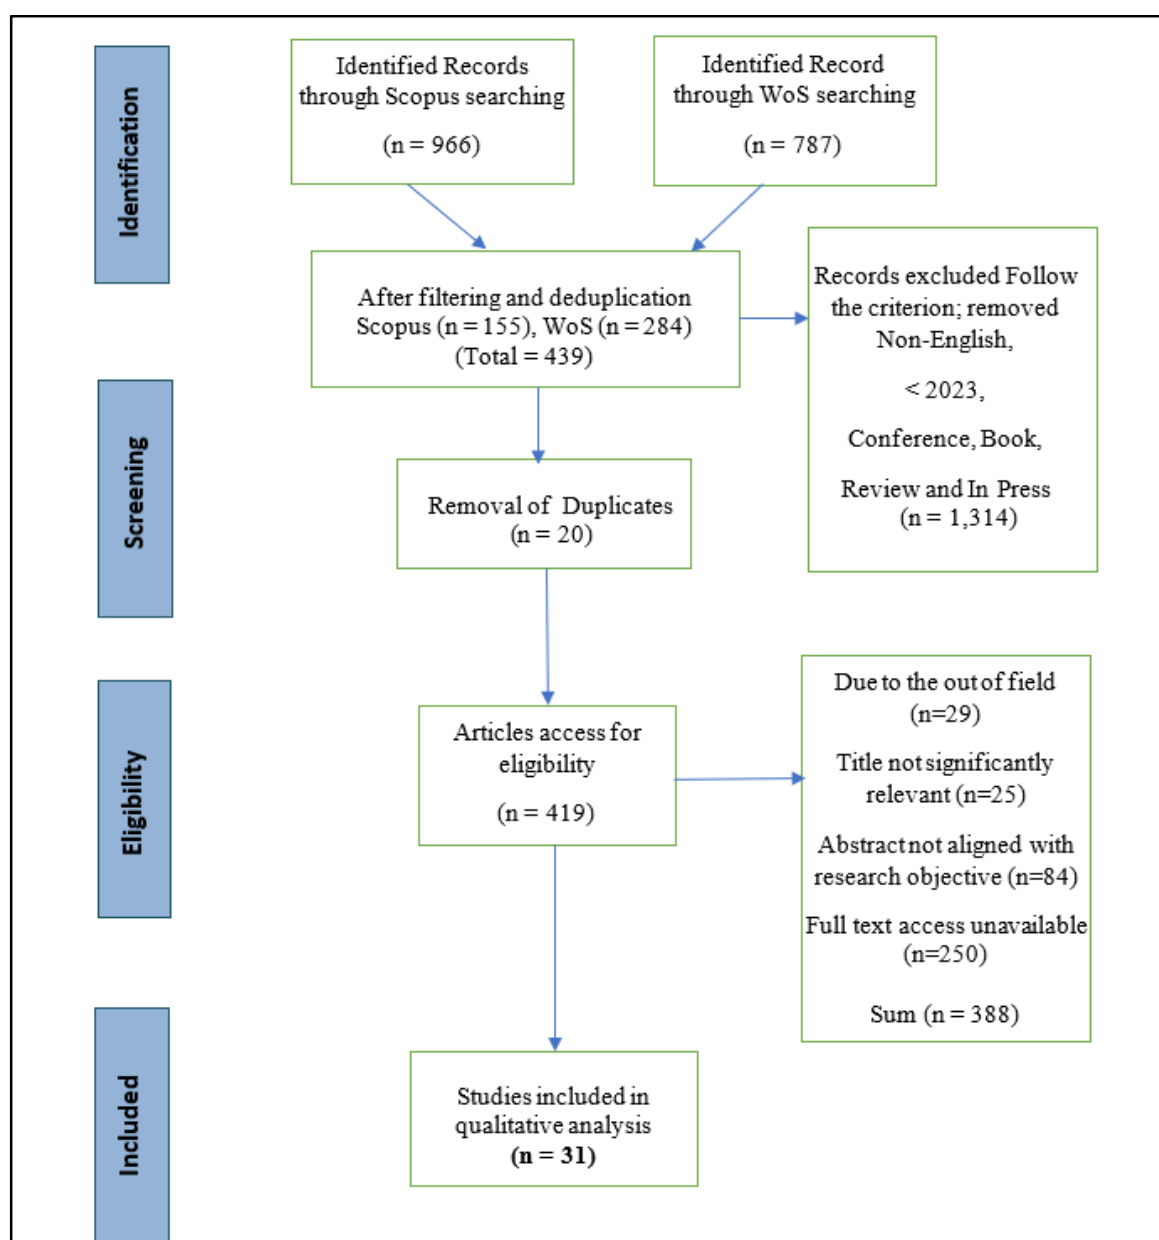 Identification
Identified Records
through Scopus searching
(n = 966)
Identified Record
through WoS searching
(n = 787)
After filtering and deduplication
Scopus (n = 155), WoS (n = 284)
(Total = 439)
Records excluded Follow
the criterion; removed
Non-English,
< 2023,
Conference, Book,
Review and In Press
(n = 1,314)
Screening
Removal of Duplicates
(n = 20)
Eligibility
Articles access for
eligibility
(n = 419)
Due to the out of field
(n=29)
Title not significantly
relevant (n=25)
Abstract not aligned with
research objective (n=84)
Full text access unavailable
(n=250)
Sum (n = 388)
Included
Studies included in
qualitative analysis
(n = 31)